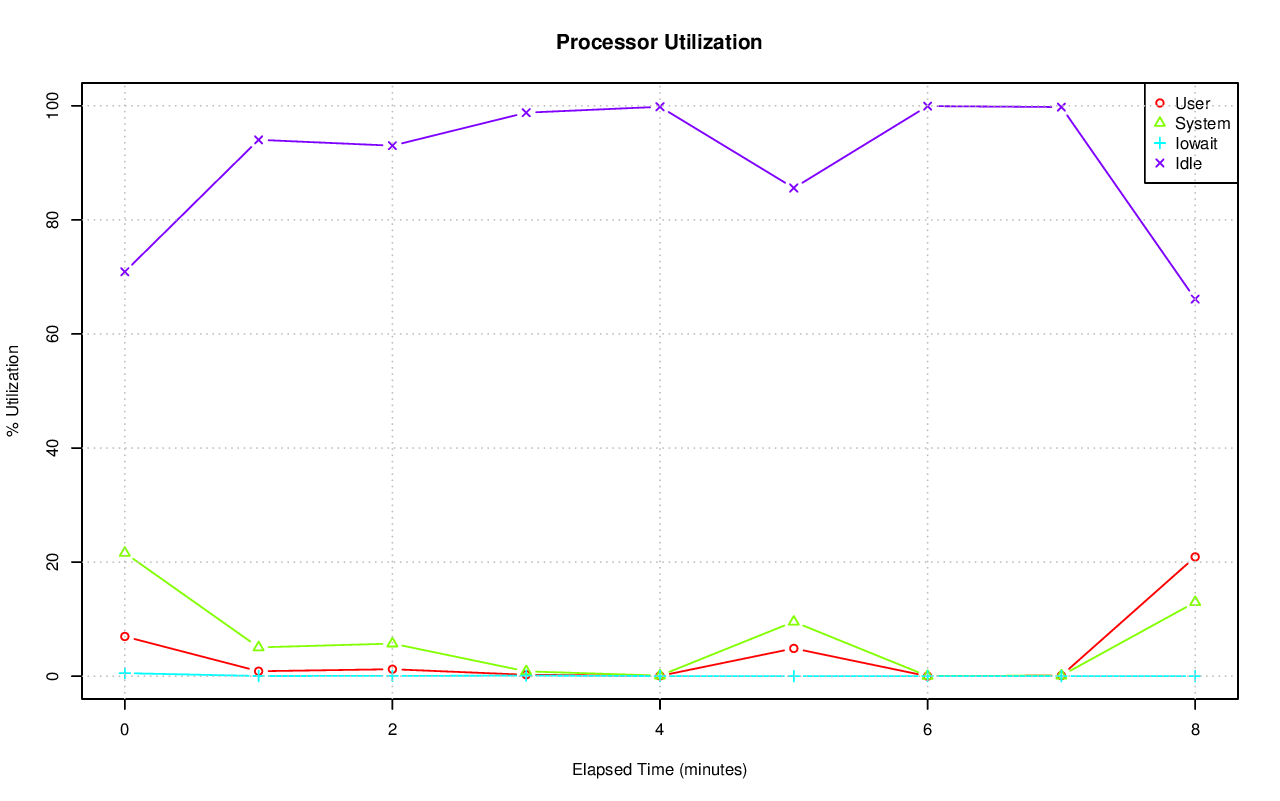 Processor Utilization
User
System
Iowait
Idle
% Utilization
100
80
60
40
20
0
0 2 4 6 8
Elapsed Time (minutes)